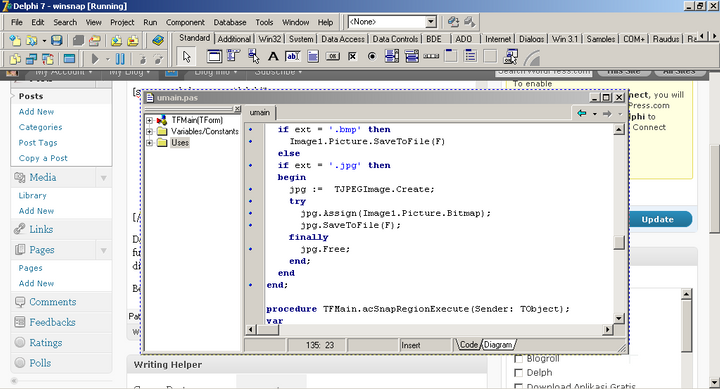 Delphi 7 - winsnap [Running]
File Edit Search View Project Run Component Database Tools Window Help
<None>
Standard Additional Win32 System Data Access Data Controls BDE ADO Internet Dialogs Win 3.1 Samples COM+ Raudus
My Account My Blog Blog Info Subscribe
Search WordPress.com This Site All Sites
Posts
Posts
Add New
Categories
Post Tags
Copy a Post
Media
Library
Add New
Links
Pages
Pages
Add New
Comments
Feedbacks
Ratings
Polls
umain.pas
TFMain(TForm)
Variables/Constants
Uses
umain
if ext = '.bmp' then
Image1.Picture.SaveToFile(F)
else
if ext = '.jpg' then
begin
jpg := TJPEGImage.Create;
try
jpg.Assign(Image1.Picture.Bitmap);
jpg.SaveToFile(F);
finally
jpg.Free;
end;
end
end;
procedure TFMain.acSnapRegionExecute(Sender: TObject);
var
135: 23 Insert Code Diagram
To enable
nnect, you will
Press.com
lphi to
Connect
Update
Writing Helper
Blogroll
Delph
Download Aplikasi Gratis